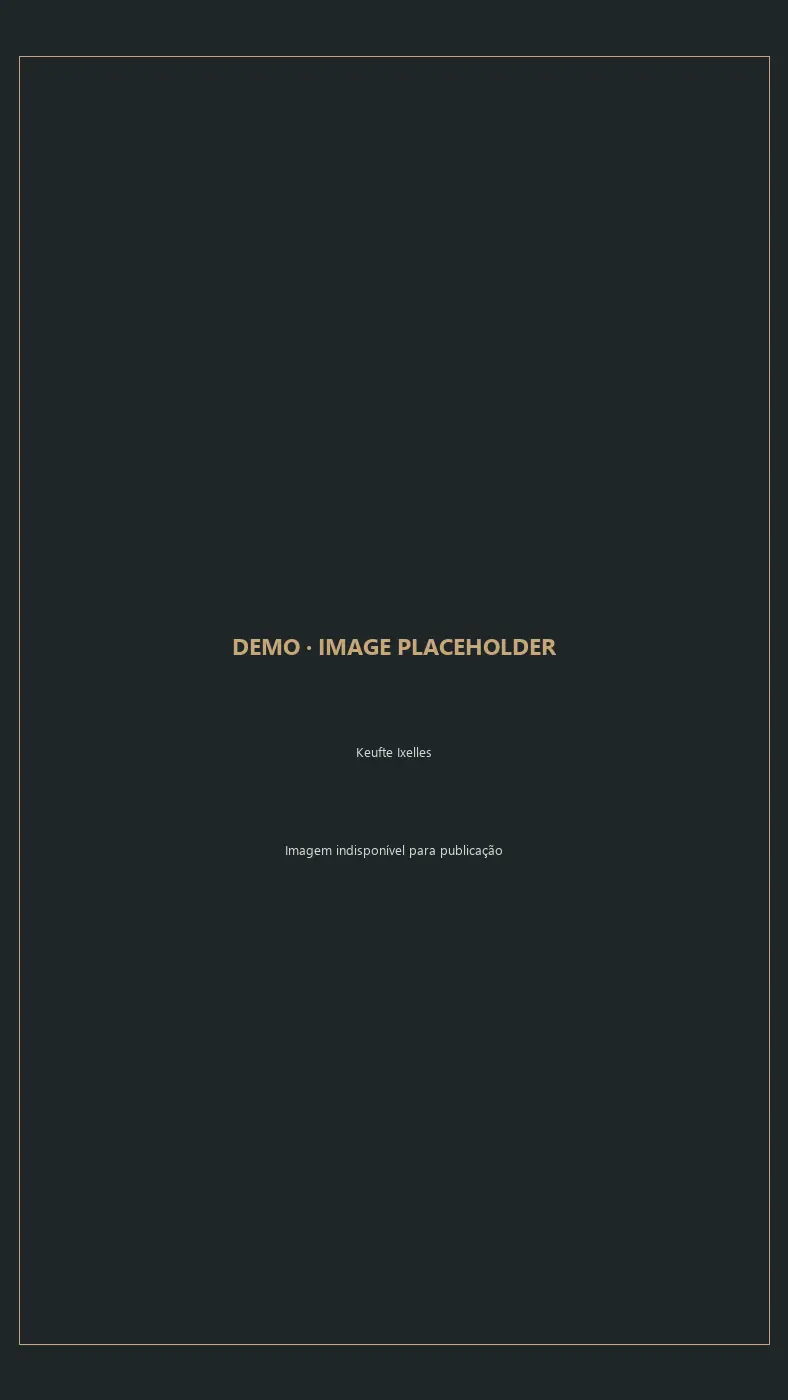 DEMO · IMAGE PLACEHOLDER
Keufte Ixelles
Imagem indisponível para publicação